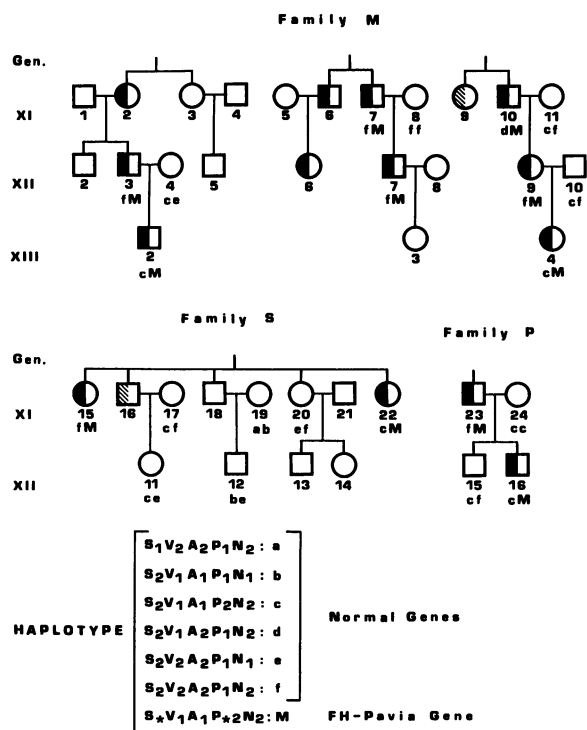 Family M
Gen.
XI
1 2 3 4 5 6 7 8 9 10 11
fM ff dM cf
XII
2 3 4 5 6 7 8 9 10
fM ce fM fM cf
XIII
2 3 4
cM cM
Family S
Family P
Gen.
XI
15 16 17 18 19 20 21 22 23 24
fM cf ab ef cM fM cc
XII
11 12 13 14 15 16
ce be cf cM
S1V2A2P1N2: a
S2V1A1P1N1: b
S2V1A1P2N2: c
HAPLOTYPE Normal Genes
S2V1A2P1N2: d
S2V2A2P1N1: e
S2V2A2P1N2: f
S*V1A1P*2N2: M FH-Pavia Gene